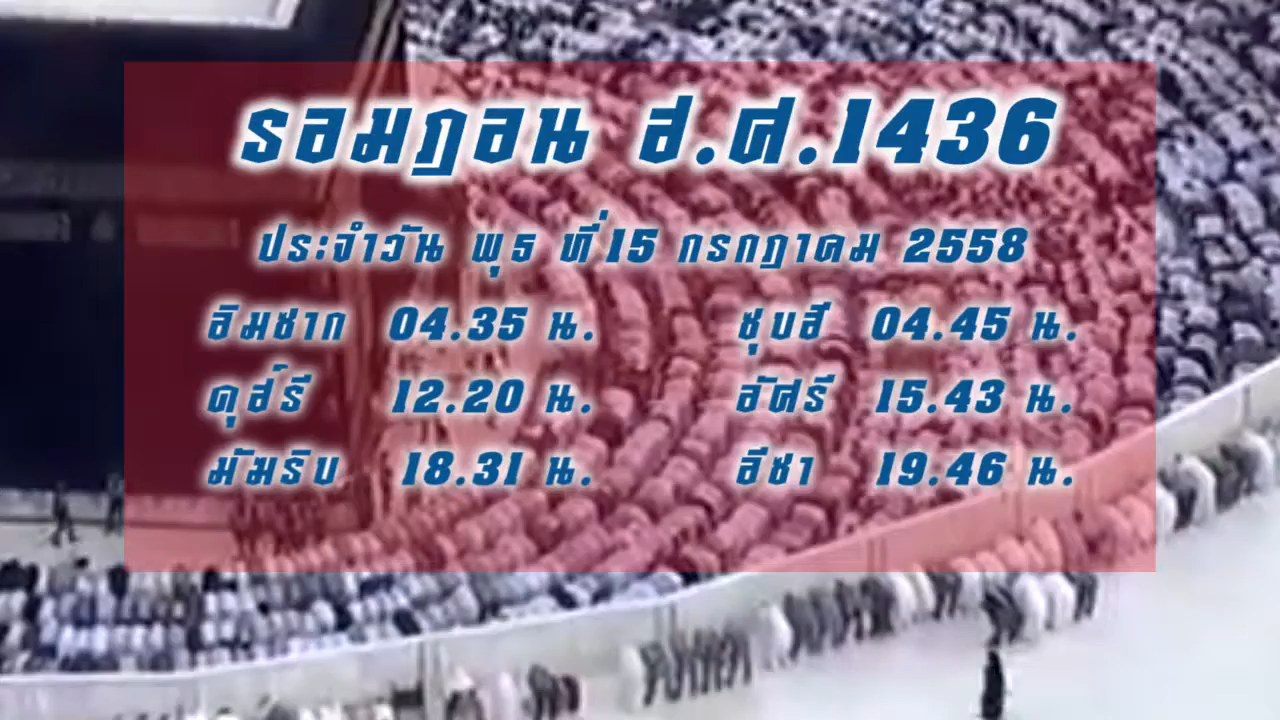 รอมฎอน ฮ.ศ.1436
ประจำวัน พุธ ที่ 15 กรกฎาคม 2558
อิมซาก 04.35 น. ซุบฮี 04.45 น.
ดุฮ์รี 12.20 น. อัศรี 15.43 น.
มัฆริบ 18.31 น. อีชา 19.46 น.